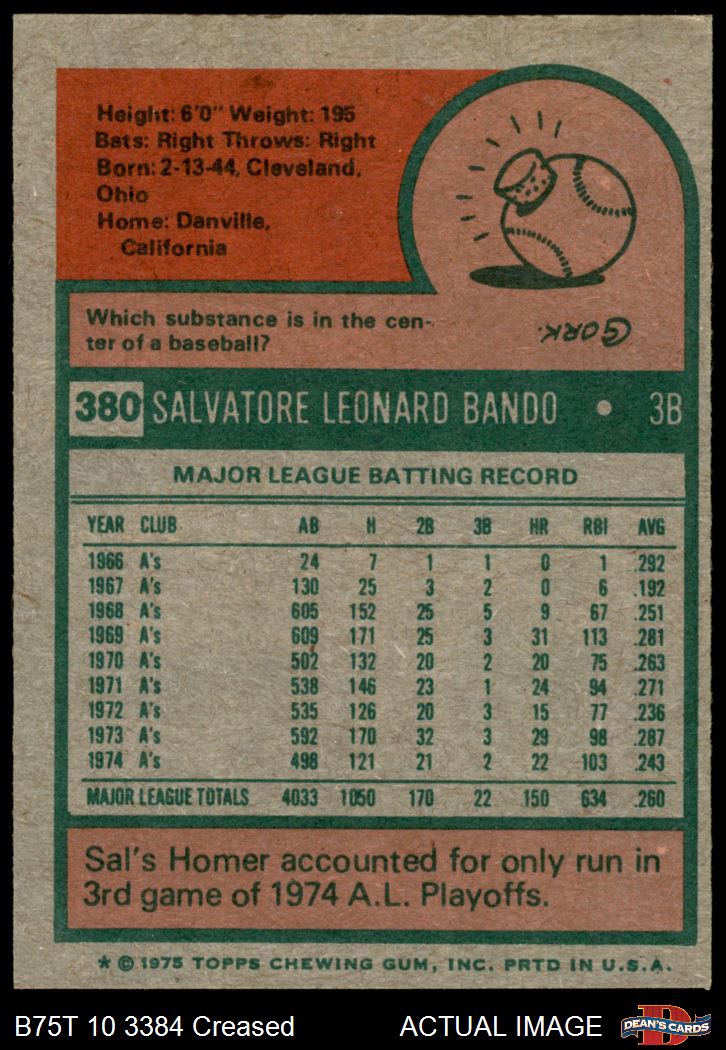 Height: 6'0" Weight: 195
Bats: Right Throws: Right
Born: 2-13-44, Cleveland,
Ohio
Home: Danville,
California
Which substance is in the cen-
ter of a baseball?
CORK.
380 SALVATORE LEONARD BANDO • 3B
MAJOR LEAGUE BATTING RECORD
YEAR CLUB AB H 2B 3B HR RBI AVG
1966 A's 24 7 1 1 0 1 .292
1967 A's 130 25 3 2 0 6 .192
1968 A's 605 152 25 5 9 67 .251
1969 A's 609 171 25 3 31 113 .281
1970 A's 502 132 20 2 20 75 .263
1971 A's 538 146 23 1 24 94 .271
1972 A's 535 126 20 3 15 77 .236
1973 A's 592 170 32 3 29 98 .287
1974 A's 498 121 21 2 22 103 .243
MAJOR LEAGUE TOTALS 4033 1050 170 22 150 634 .260
Sal's Homer accounted for only run in
3rd game of 1974 A.L. Playoffs.
* © 1975 TOPPS CHEWING GUM, INC. PRTD IN U.S.A.
B75T 10 3384 Creased ACTUAL IMAGE
DEAN'S CARDS